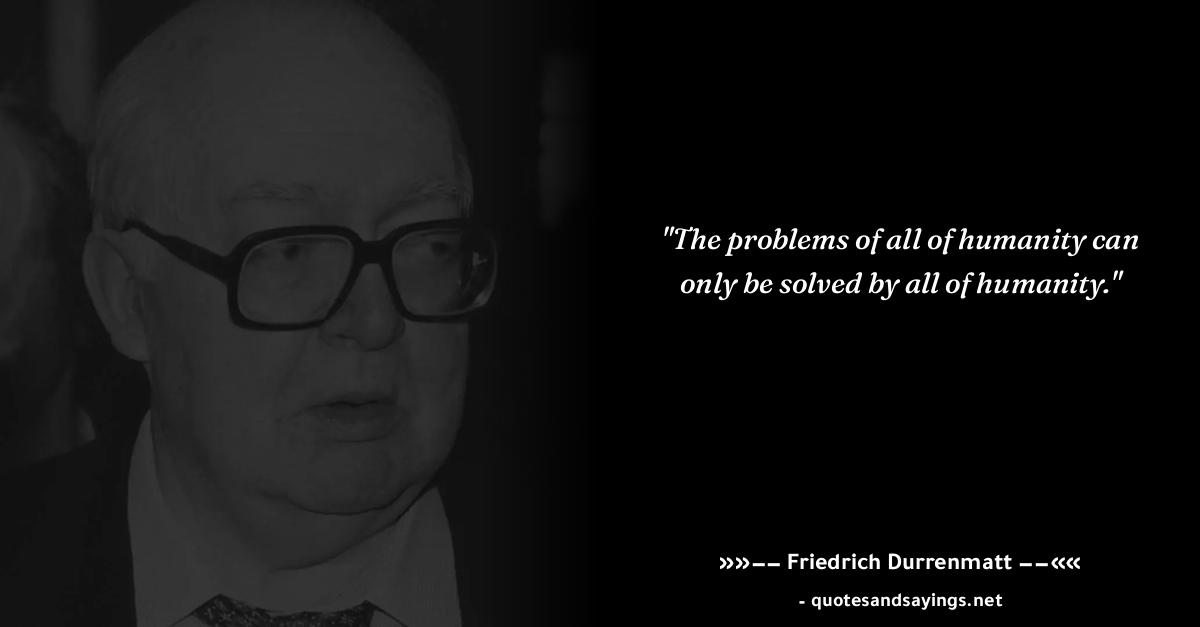 "The problems of all of humanity can
only be solved by all of humanity."
»»−− Friedrich Durrenmatt −−««
- quotesandsayings.net